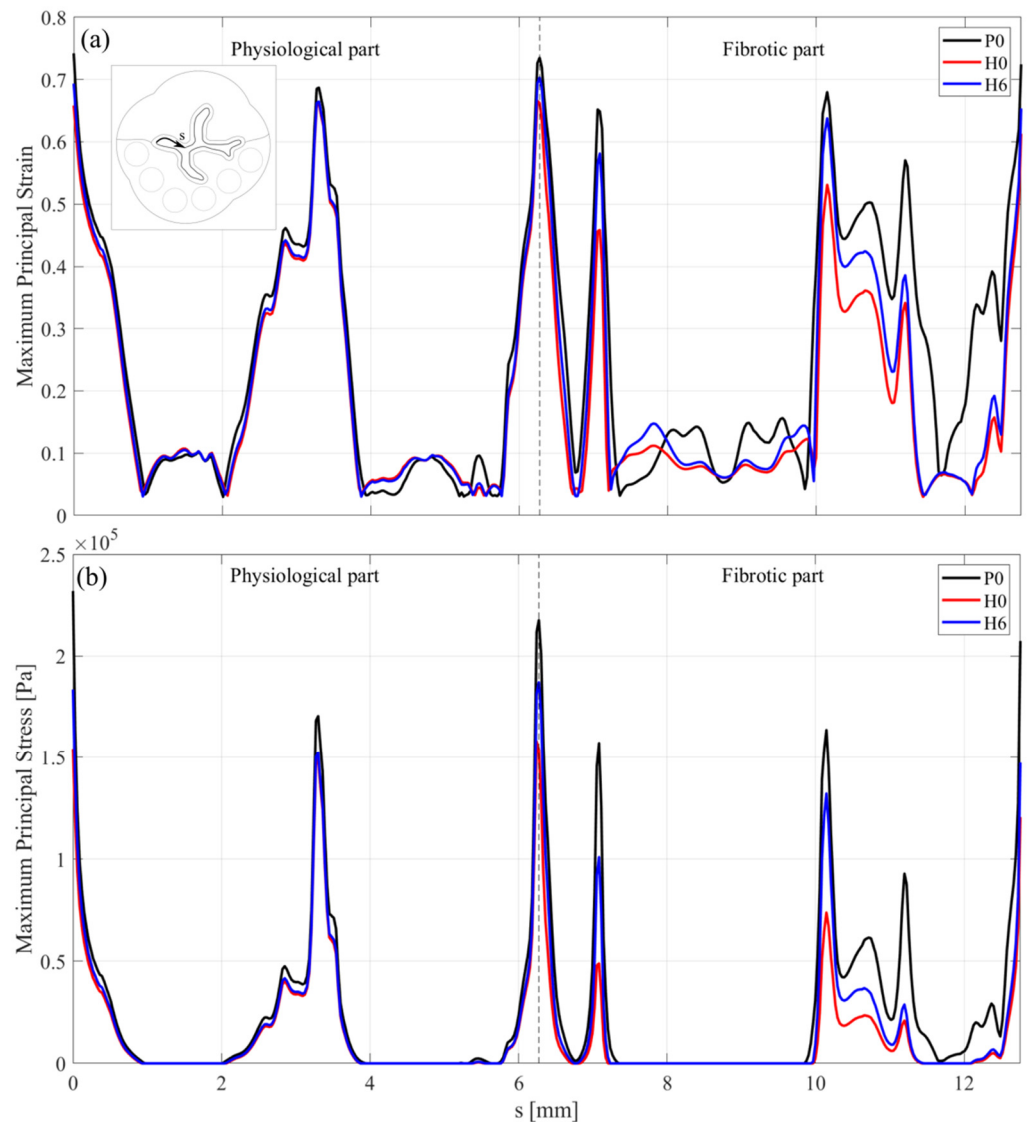 (a)
Physiological part
Fibrotic part
P0
H0
H6
s
0.8
0.7
0.6
0.5
0.4
0.3
0.2
0.1
0
Maximum Principal Strain
×10⁵
(b)
Physiological part
Fibrotic part
P0
H0
H6
2.5
2
1.5
1
0.5
0
Maximum Principal Stress [Pa]
0 2 4 6 8 10 12
s [mm]